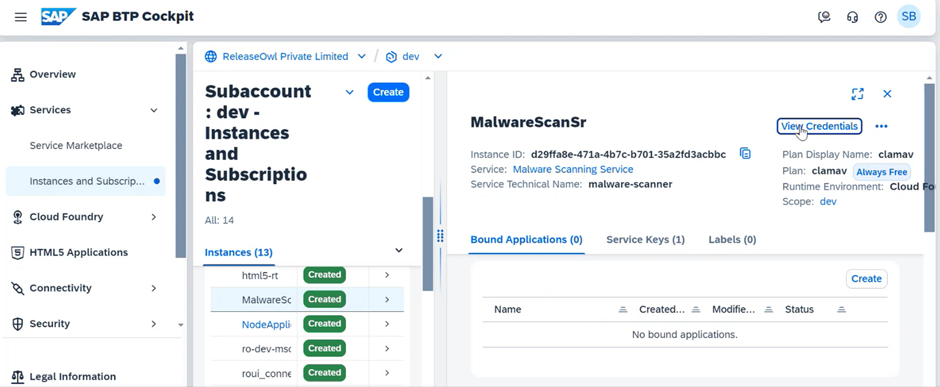 SAP
SAP BTP Cockpit
SB
Overview
Services
Service Marketplace
Instances and Subscrip...
Cloud Foundry
HTML5 Applications
Connectivity
Security
Legal Information
ReleaseOwl Private Limited / dev
Subaccount
: dev -
Instances
and
Subscriptio
ns
Create
All: 14
Instances (13)
html5-rt Created
MalwareSc Created
NodeAppli Created
ro-dev-msc Created
roui_conne Created
MalwareScanSr
View Credentials
Instance ID: d29ffa8e-471a-4b7c-b701-35a2fd3acbbc
Service: Malware Scanning Service
Service Technical Name: malware-scanner
Plan Display Name: clamav
Plan: clamav Always Free
Runtime Environment: Cloud Fo
Scope: dev
Bound Applications (0) Service Keys (1) Labels (0)
Create
Name Created... Modifie... Status
No bound applications.